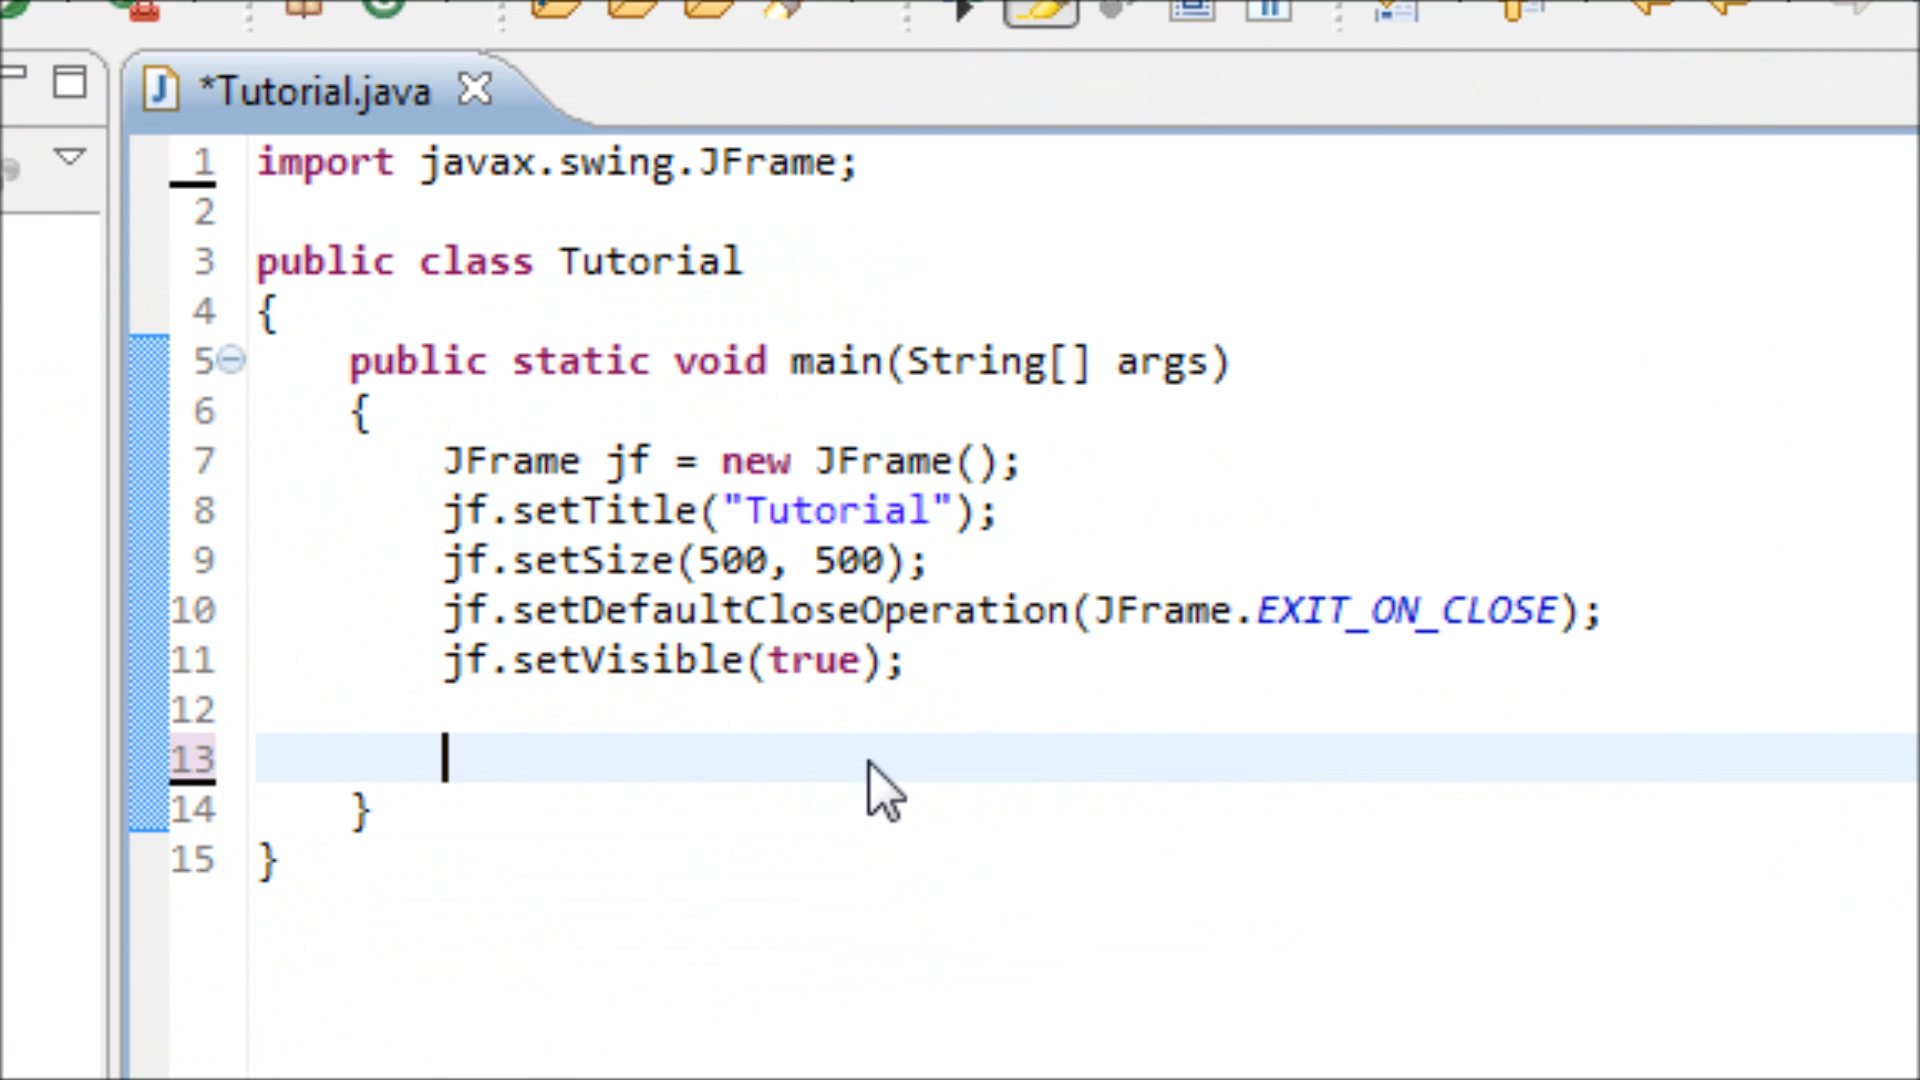 *Tutorial.java
1 import javax.swing.JFrame;
2
3 public class Tutorial
4 {
5 public static void main(String[] args)
6 {
7 JFrame jf = new JFrame();
8 jf.setTitle("Tutorial");
9 jf.setSize(500, 500);
10 jf.setDefaultCloseOperation(JFrame.EXIT_ON_CLOSE);
11 jf.setVisible(true);
12
13
14 }
15 }